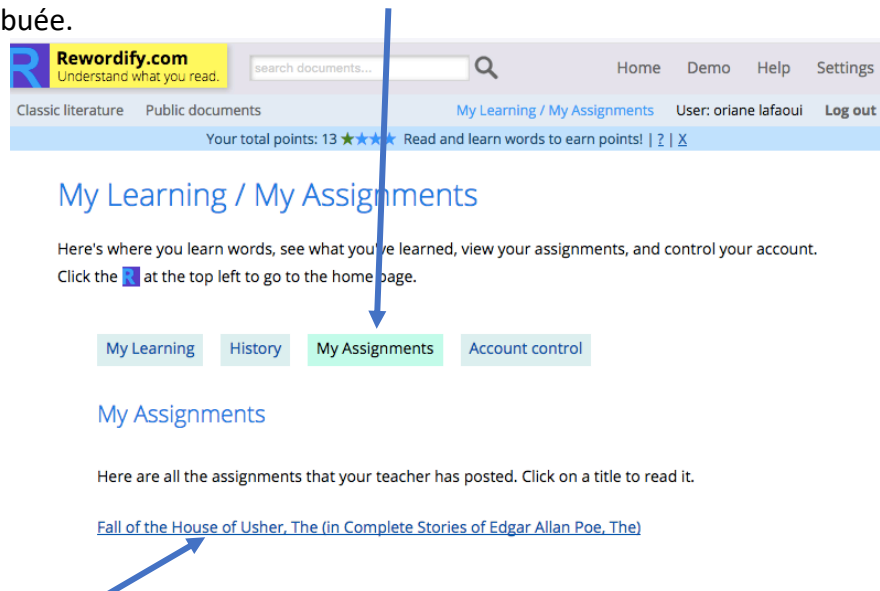 buée.
Rewordify.com
Understand what you read.
search documents...
Home Demo Help Settings
Classic literature Public documents My Learning / My Assignments User: oriane lafaoui Log out
Your total points: 13 ★★★★ Read and learn words to earn points! | ? | X
My Learning / My Assignments
Here's where you learn words, see what you've learned, view your assignments, and control your account.
Click the R at the top left to go to the home page.
My Learning History My Assignments Account control
My Assignments
Here are all the assignments that your teacher has posted. Click on a title to read it.
Fall of the House of Usher, The (in Complete Stories of Edgar Allan Poe, The)